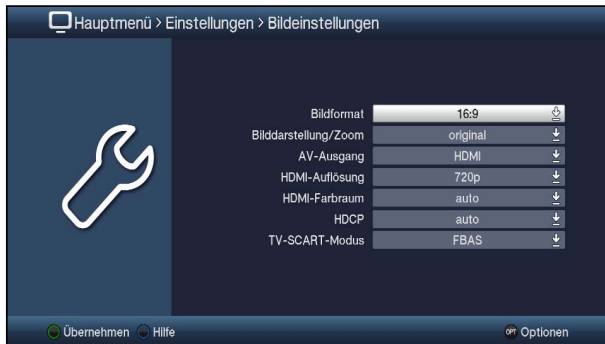 Hauptmenü > Einstellungen > Bildeinstellungen
Bildformat 16:9
Bilddarstellung/Zoom original
AV-Ausgang HDMI
HDMI-Auflösung 720p
HDMI-Farbraum auto
HDCP auto
TV-SCART-Modus FBAS
Übernehmen Hilfe OPT Optionen